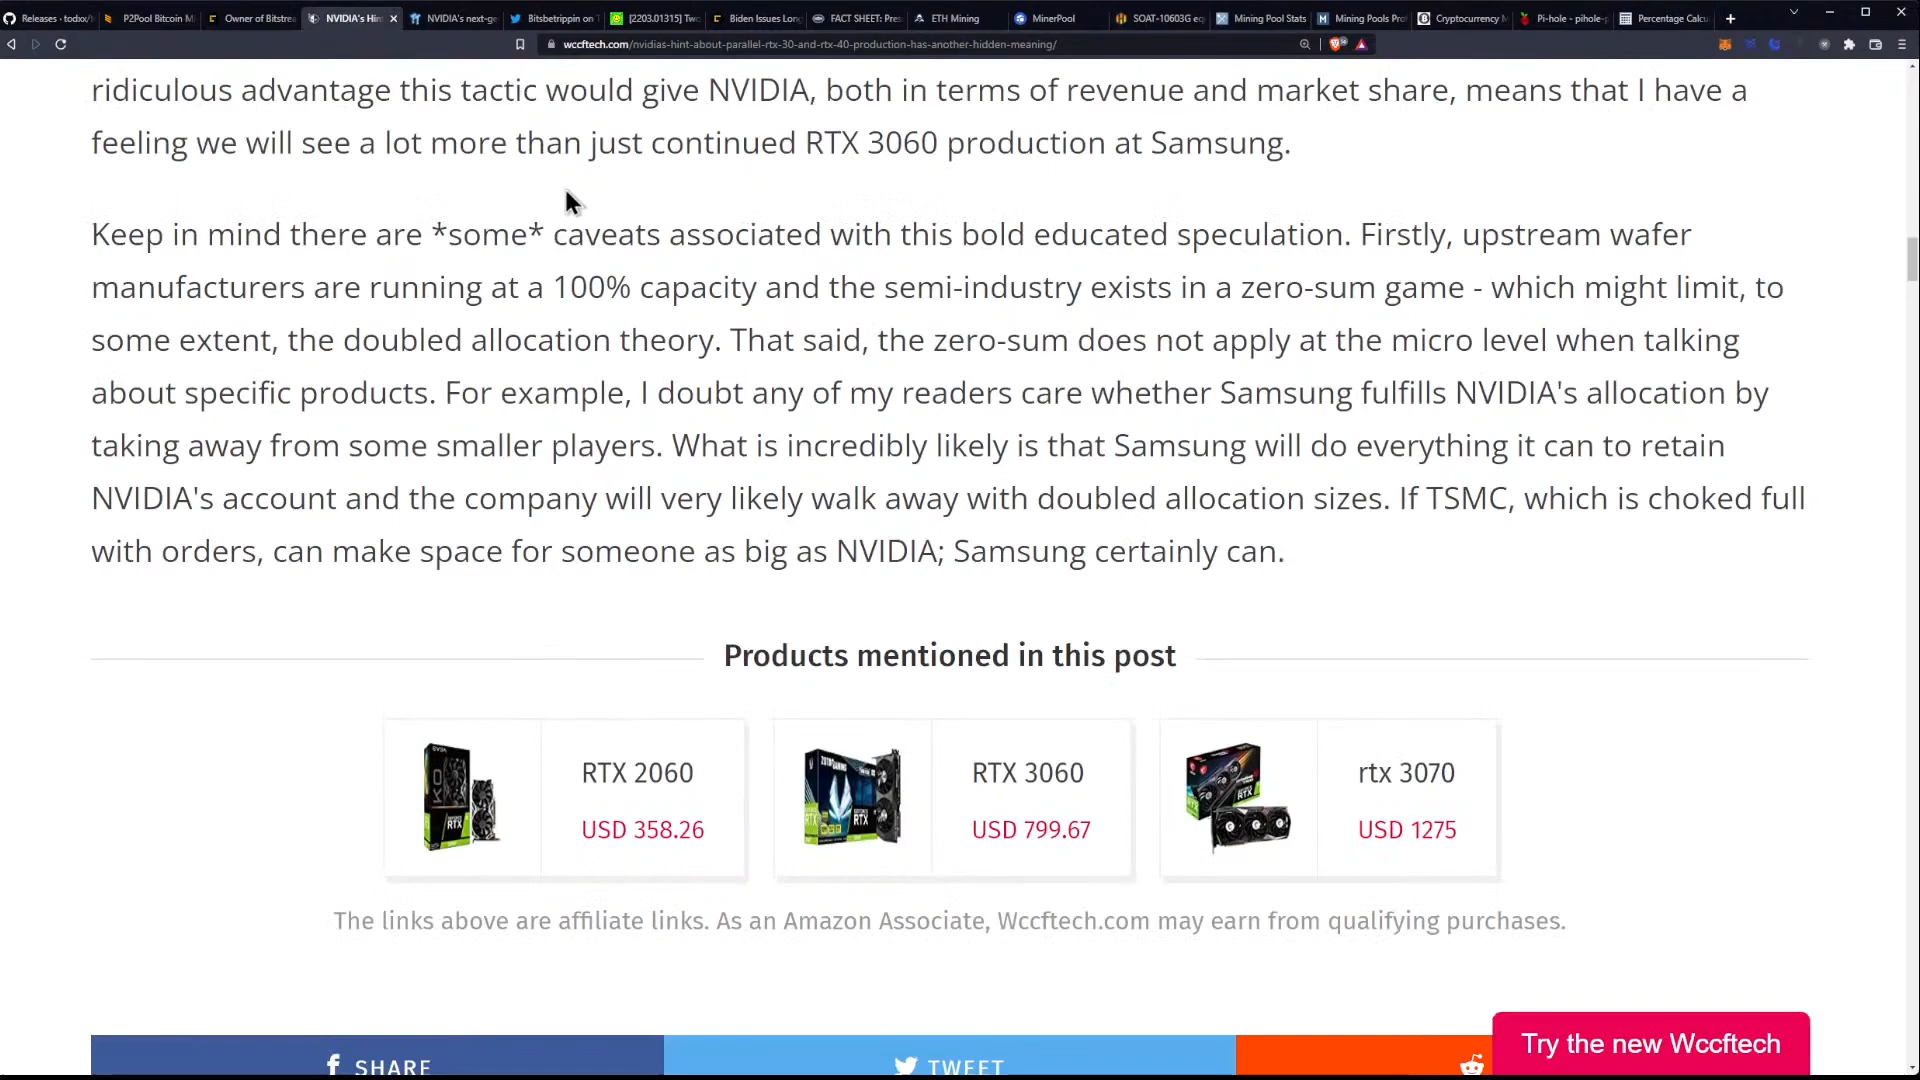 Releases · todxx/t
P2Pool Bitcoin M
Owner of Bitstrea
NVIDIA's Hin
NVIDIA's next-ge
Bitsbetrippin on T
[2203.01315] Tw
Biden Issues Lon
FACT SHEET: Pres
ETH Mining
MinerPool
SOAT-10603G eq
Mining Pool Stats
Mining Pools Pro
Cryptocurrency M
Pi-hole - pihole-
Percentage Calcu
wccftech.com/nvidias-hint-about-parallel-rtx-30-and-rtx-40-production-has-another-hidden-meaning/
ridiculous advantage this tactic would give NVIDIA, both in terms of revenue and market share, means that I have a
feeling we will see a lot more than just continued RTX 3060 production at Samsung.
Keep in mind there are *some* caveats associated with this bold educated speculation. Firstly, upstream wafer
manufacturers are running at a 100% capacity and the semi-industry exists in a zero-sum game - which might limit, to
some extent, the doubled allocation theory. That said, the zero-sum does not apply at the micro level when talking
about specific products. For example, I doubt any of my readers care whether Samsung fulfills NVIDIA's allocation by
taking away from some smaller players. What is incredibly likely is that Samsung will do everything it can to retain
NVIDIA's account and the company will very likely walk away with doubled allocation sizes. If TSMC, which is choked full
with orders, can make space for someone as big as NVIDIA; Samsung certainly can.
Products mentioned in this post
RTX 2060
USD 358.26
RTX 3060
USD 799.67
rtx 3070
USD 1275
The links above are affiliate links. As an Amazon Associate, Wccftech.com may earn from qualifying purchases.
SHARE
TWEET
Try the new Wccftech